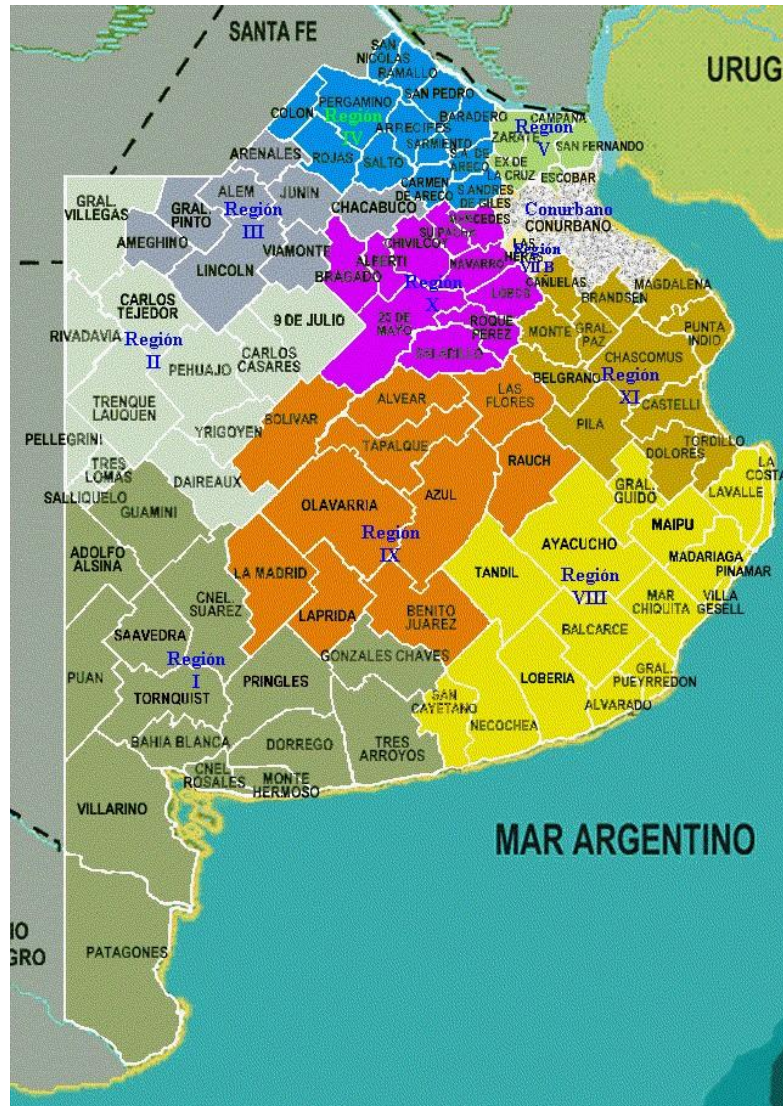 SANTA FE
URUG
SAN
NICOLAS
RAMALLO
SAN PEDRO
COLON
PERGAMINO
Región
IV
ARRECIFES
BARADERO
SARMIENTO
ROJAS
SALTO
S.A. DE
ARECO
CARMEN
DE ARECO
S.ANDRES
DE GILES
CAMPANA
Región
V
ZARATE
SAN FERNANDO
EX DE
LA CRUZ
ESCOBAR
ARENALES
GRAL.
VILLEGAS
ALEM
JUNIN
GRAL.
PINTO
Región
III
CHACABUCO
AMEGHINO
VIAMONTE
LINCOLN
MERCEDES
SUIPACHA
CHIVILCOY
ALFERTI
BRAGADO
NAVARRO
Región
X
LOBOS
25 DE
MAYO
ROQUE
PEREZ
SALADILLO
Conurbano
CONURBANO
LAS
HERAS
Región
VII B
CAÑUELAS
BRANDSEN
MAGDALENA
CARLOS
TEJEDOR
9 DE JULIO
RIVADAVIA
Región
II
PEHUAJO
CARLOS
CASARES
TRENQUE
LAUQUEN
YRIGOYEN
PELLEGRINI
TRES
LOMAS
DAIREAUX
SALLIQUELO
MONTE
GRAL.
PAZ
PUNTA
INDIO
CHASCOMUS
BELGRANO
Región
XI
CASTELLI
PILA
TORDILLO
DOLORES
BOLIVAR
ALVEAR
LAS
FLORES
TAPALQUE
RAUCH
OLAVARRIA
AZUL
Región
IX
LA MADRID
LAPRIDA
BENITO
JUAREZ
LA
COSTA
LAVALLE
GRAL.
GUIDO
MAIPU
AYACUCHO
MADARIAGA
PINAMAR
TANDIL
Región
VIII
MAR
CHIQUITA
VILLA
GESELL
BALCARCE
LOBERIA
GRAL.
PUEYRREDON
ALVARADO
SAN
CAYETANO
NECOCHEA
GUAMINI
ADOLFO
ALSINA
CNEL
SUAREZ
SAAVEDRA
PUAN
Región
I
TORNQUIST
PRINGLES
GONZALES CHAVES
BAHIA BLANCA
DORREGO
TRES
ARROYOS
CNEL
ROSALES
MONTE
HERMOSO
VILLARINO
PATAGONES
IO
GRO
MAR ARGENTINO